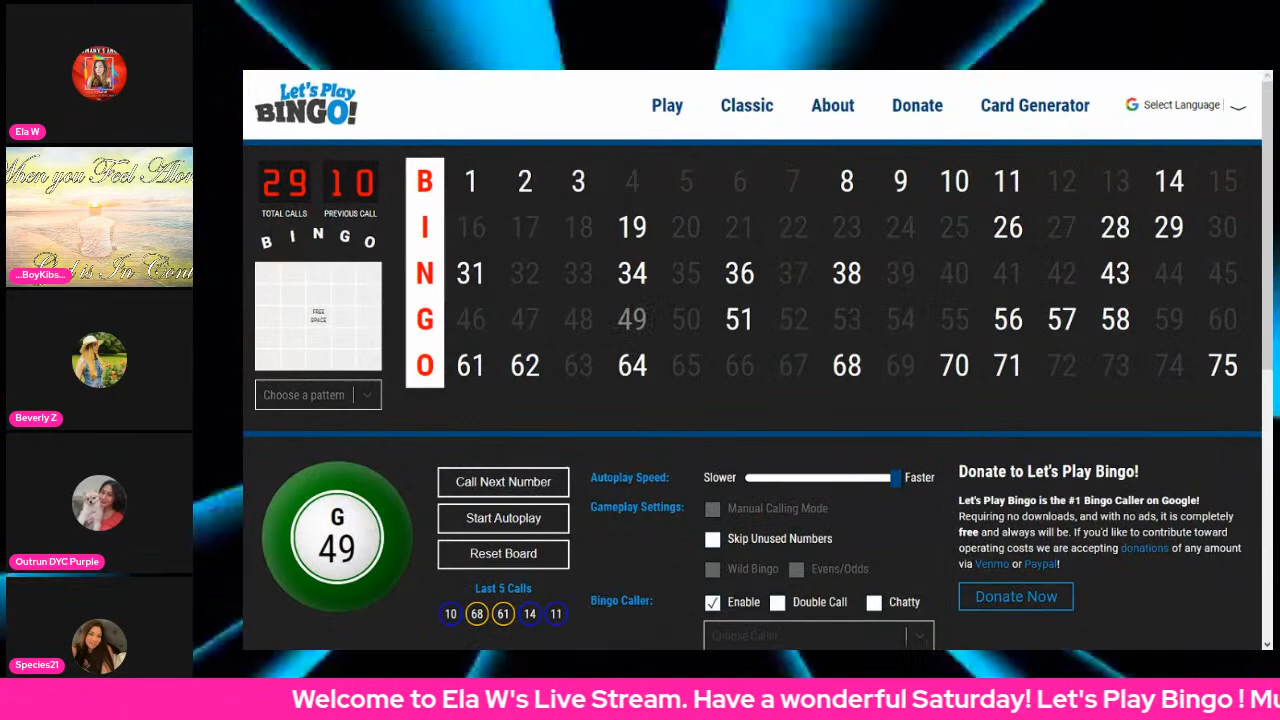 Ela W
When you Feel Alone
God is In Cont
...BoyKibs...
Beverly Z
Outrun DYC Purple
Species21
Let's Play
BINGO!
Play
Classic
About
Donate
Card Generator
G Select Language
29
10
TOTAL CALLS
PREVIOUS CALL
B I N G O
FREE
SPACE
Choose a pattern
B 1 2 3 4 5 6 7 8 9 10 11 12 13 14 15
I 16 17 18 19 20 21 22 23 24 25 26 27 28 29 30
N 31 32 33 34 35 36 37 38 40 41 42 43 44 45
G 46 47 48 49 50 51 52 53 54 55 56 57 58 59 60
O 61 62 63 64 65 66 67 68 69 70 71 72 73 74 75
G
49
Call Next Number
Start Autoplay
Reset Board
Last 5 Calls
10 68 61 14 11
Autoplay Speed:
Slower
Faster
Gameplay Settings:
Manual Calling Mode
Skip Unused Numbers
Wild Bingo
Evens/Odds
Bingo Caller:
Enable
Double Call
Chatty
Choose Caller
Donate to Let's Play Bingo!
Let's Play Bingo is the #1 Bingo Caller on Google!
Requiring no downloads, and with no ads, it is completely
free and always will be. If you'd like to contribute toward
operating costs we are accepting donations of any amount
via Venmo or Paypal!
Donate Now
Welcome to Ela W's Live Stream. Have a wonderful Saturday! Let's Play Bingo ! Mu